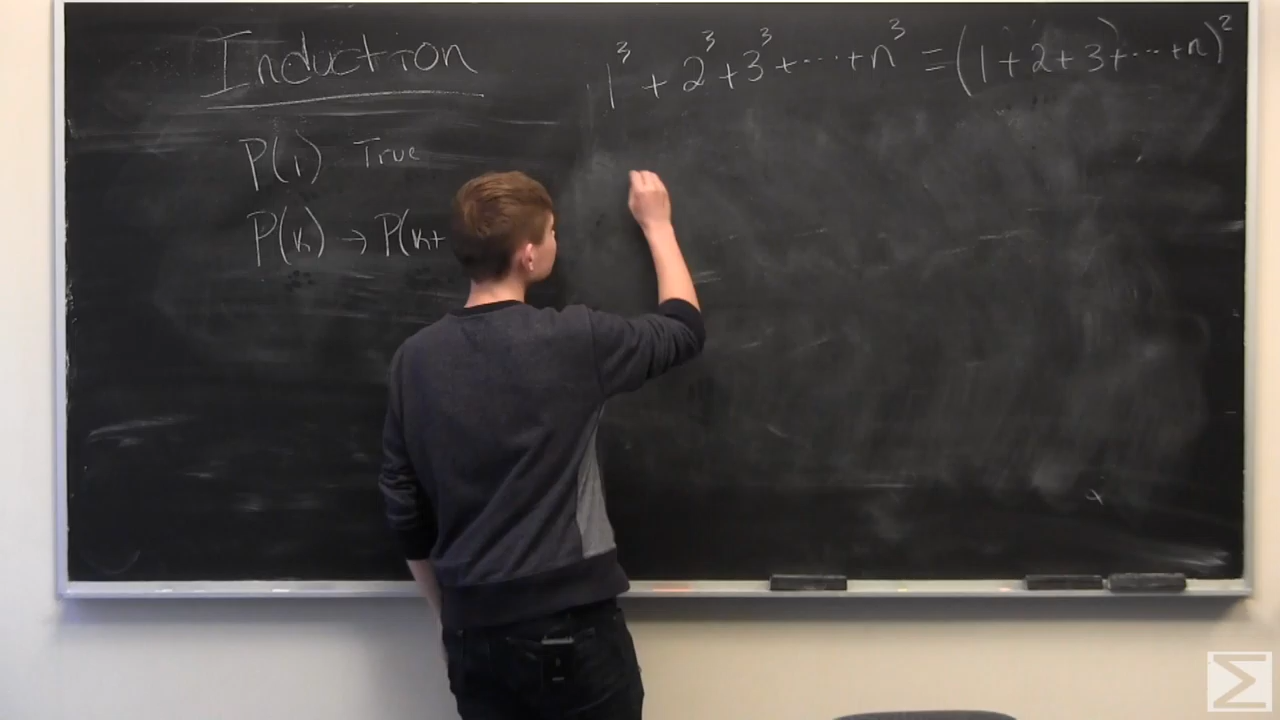 Induction
P(1) True
P(k) → P(k+
1³ + 2³ + 3³ + ··· + n³ = (1 + 2 + 3 + ··· + n)²
Σ